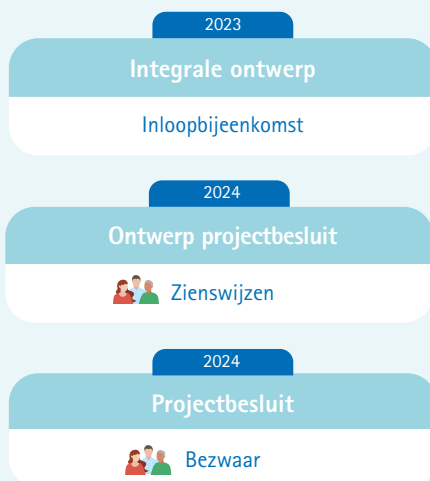 2023
Integrale ontwerp
Inloopbijeenkomst
2024
Ontwerp projectbesluit
Zienswijzen
2024
Projectbesluit
Bezwaar